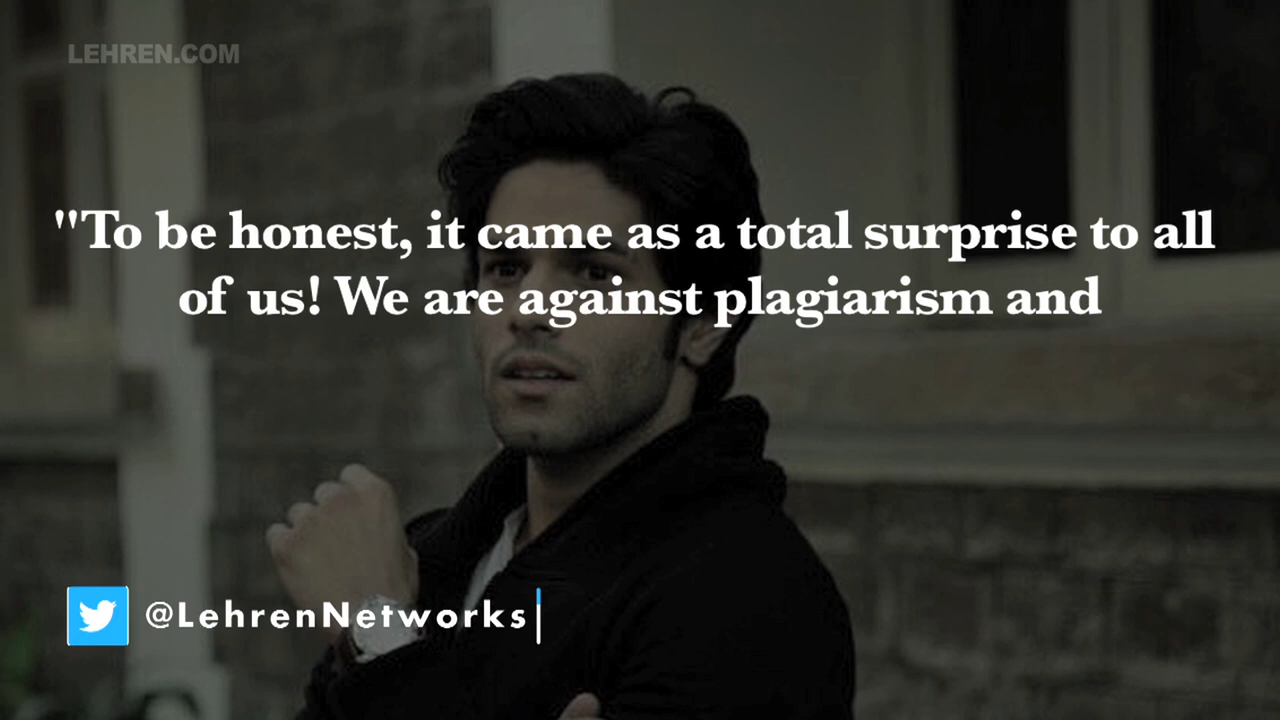 LEHREN.COM
"To be honest, it came as a total surprise to all
of us! We are against plagiarism and
@LehrenNetworks